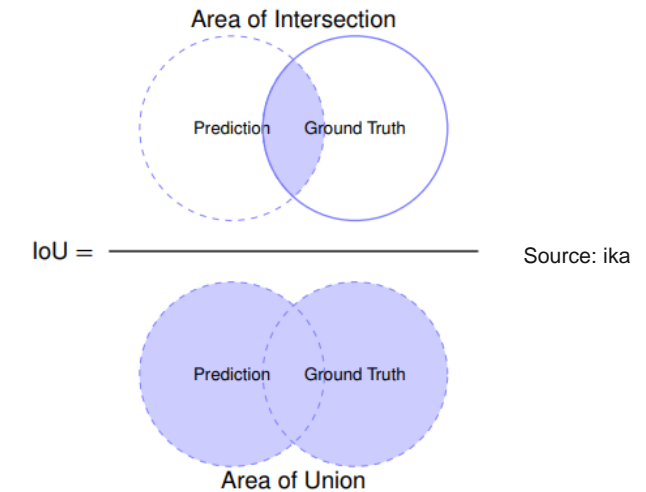 Area of Intersection
Prediction Ground Truth
IoU =
Source: ika
Prediction Ground Truth
Area of Union